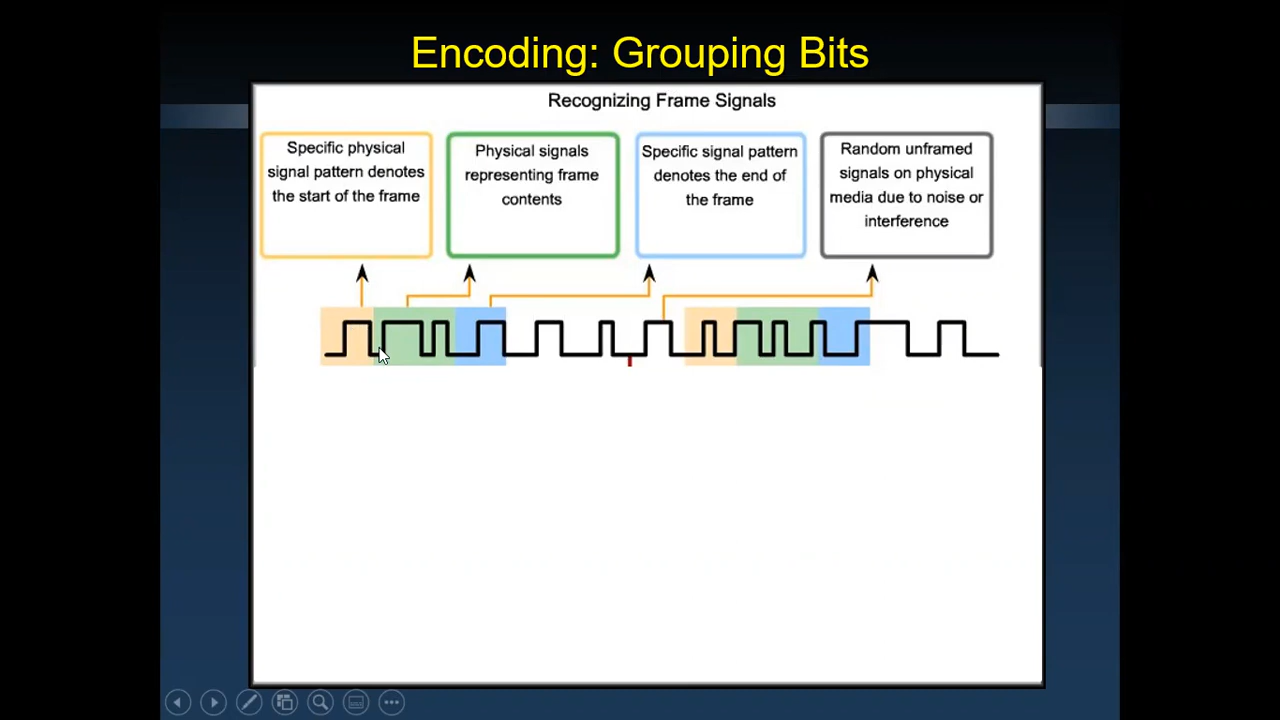 Encoding: Grouping Bits
Recognizing Frame Signals
Specific physical
signal pattern denotes
the start of the frame
Physical signals
representing frame
contents
Specific signal pattern
denotes the end of
the frame
Random unframed
signals on physical
media due to noise or
interference